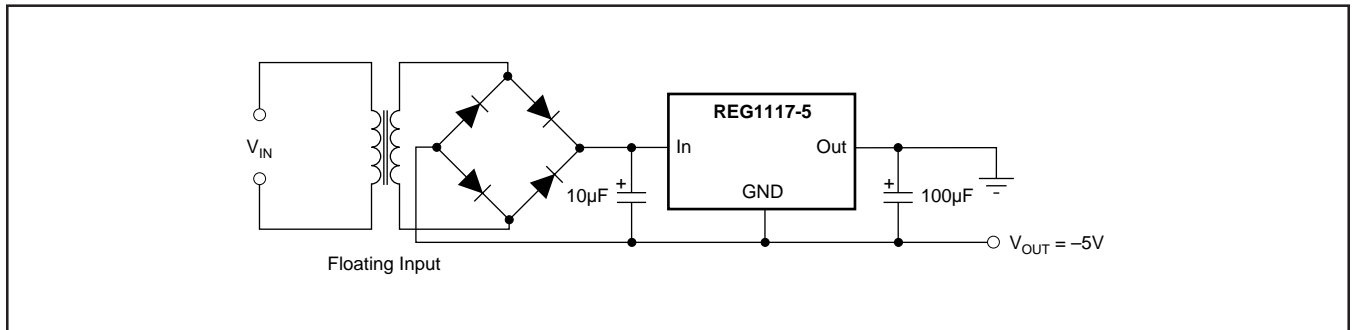 REG1117-5
V_IN
In
Out
10µF
+
GND
+
100µF
V_OUT = –5V
Floating Input